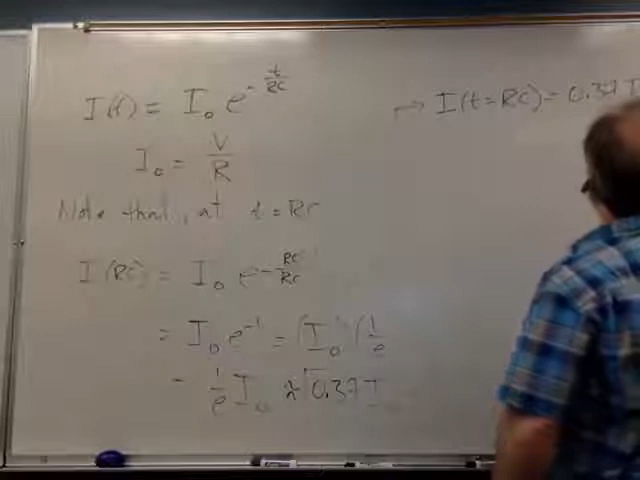 I(t) = I₀ e^(-t/RC)
I₀ = V/R
Note that, at t = RC
I(RC) = I₀ e^(-RC/RC)
= I₀ e⁻¹ = (I₀)(1/e
= 1/e I₀ ≈ 0.37 I₀
→ I(t=RC) = 0.37 I